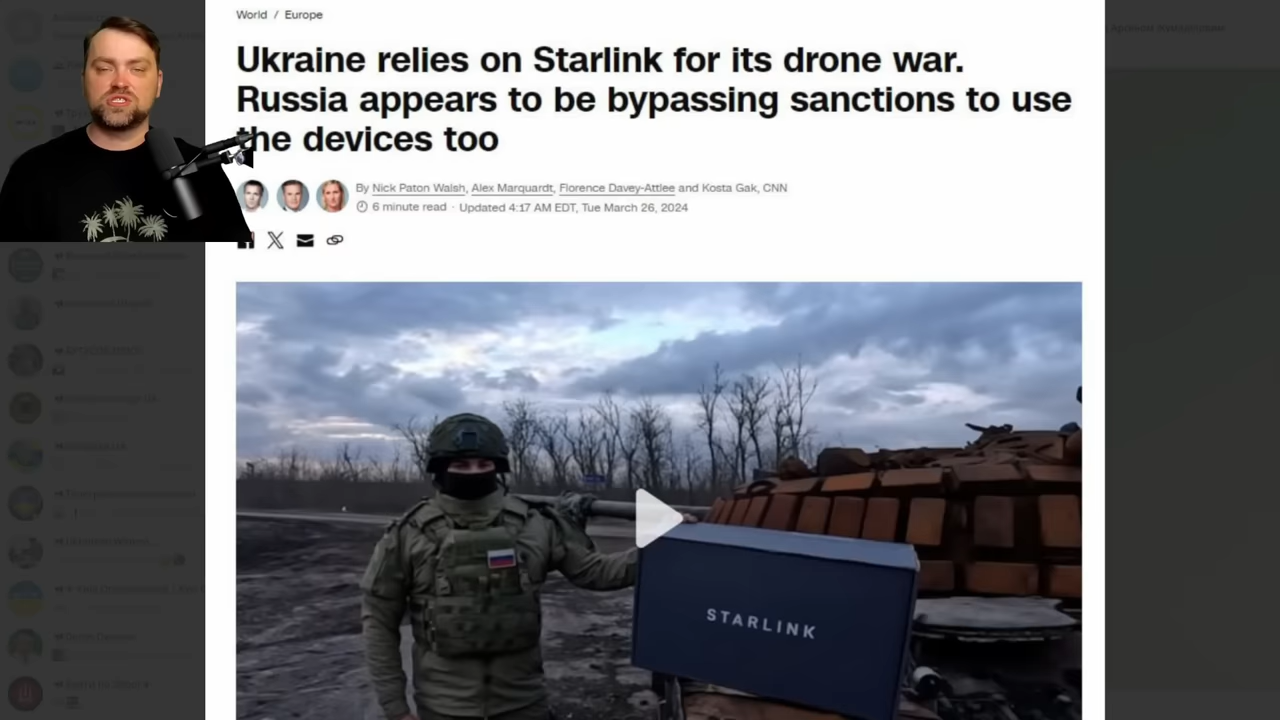 World / Europe
Ukraine relies on Starlink for its drone war.
Russia appears to be bypassing sanctions to use
the devices too
By Nick Paton Walsh, Alex Marquardt, Florence Davey-Attlee and Kosta Gak, CNN
6 minute read · Updated 4:17 AM EDT, Tue March 26, 2024
STARLINK